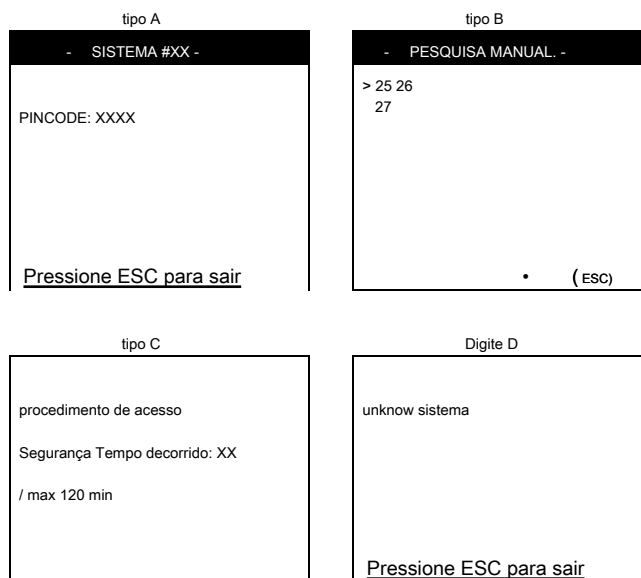 tipo A
- SISTEMA #XX -
PINCODE: XXXX
Pressione ESC para sair
tipo B
- PESQUISA MANUAL. -
> 25 26
27
• ( ESC)
tipo C
procedimento de acesso
Segurança Tempo decorrido: XX
/ max 120 min
Digite D
unknow sistema
Pressione ESC para sair